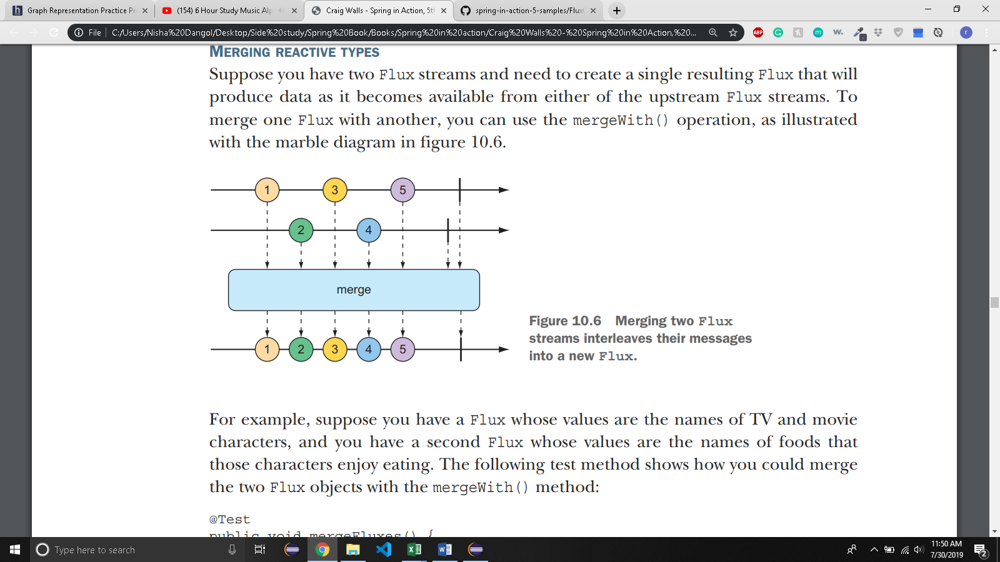 Graph Representation Practice Pr
(154) 6 Hour Study Music Alp
Craig Walls - Spring in Action, 5th
spring-in-action-5-samples/Flux
File
C:/Users/Nisha%20Dangol/Desktop/Side%20study/Spring%20Book/Books/Spring%20in%20action/Craig%20Walls%20-%20Spring%20in%20Action,%20...
ABP
w.
r
MERGING REACTIVE TYPES
Suppose you have two Flux streams and need to create a single resulting Flux that will
produce data as it becomes available from either of the upstream Flux streams. To
merge one Flux with another, you can use the mergeWith() operation, as illustrated
with the marble diagram in figure 10.6.
1 3 5
2 4
merge
1 2 3 4 5
Figure 10.6 Merging two Flux
streams interleaves their messages
into a new Flux.
For example, suppose you have a Flux whose values are the names of TV and movie
characters, and you have a second Flux whose values are the names of foods that
those characters enjoy eating. The following test method shows how you could merge
the two Flux objects with the mergeWith() method:
@Test
public void mergeFluxes() {
Type here to search
11:50 AM
7/30/2019
2